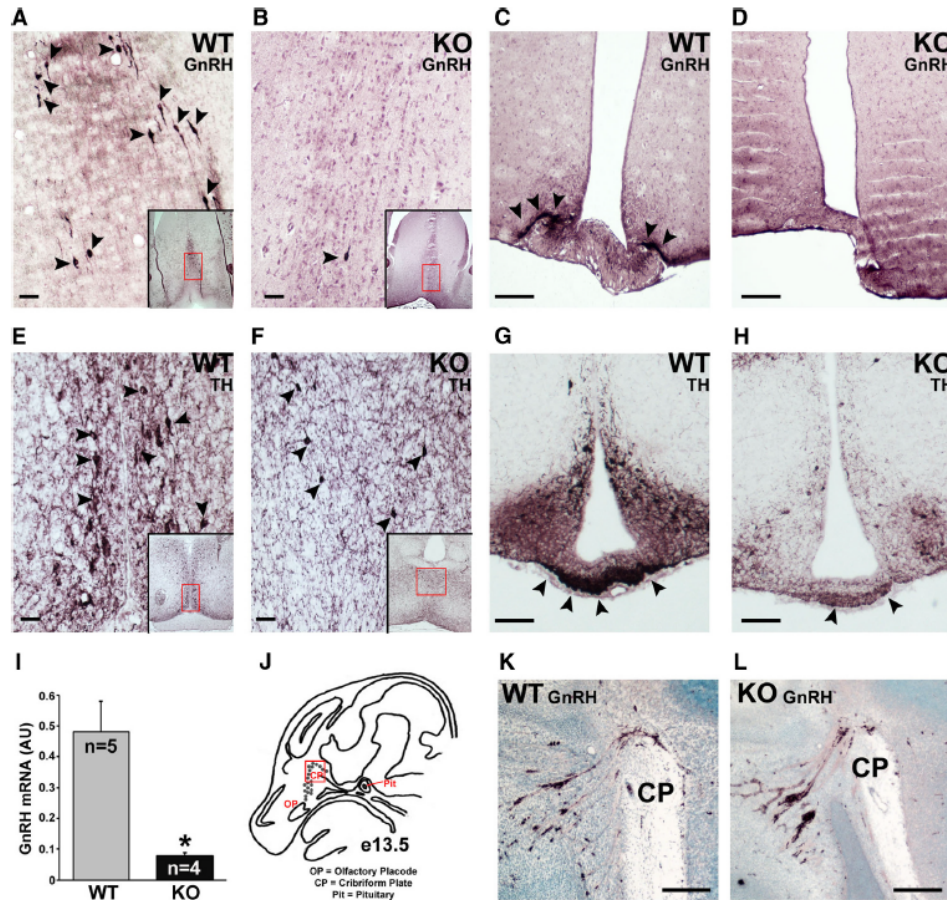 A
WT
GnRH
B
KO
GnRH
C
WT
GnRH
D
KO
GnRH
E
WT
TH
F
KO
TH
G
WT
TH
H
KO
TH
I
GnRH mRNA (AU)
0.6
0.5
0.4
0.3
0.2
0.1
0
n=5
*
n=4
WT KO
J
CP
OP
Pit
e13.5
OP = Olfactory Placode
CP = Cribriform Plate
Pit = Pituitary
K
WT GnRH
CP
L
KO GnRH
CP